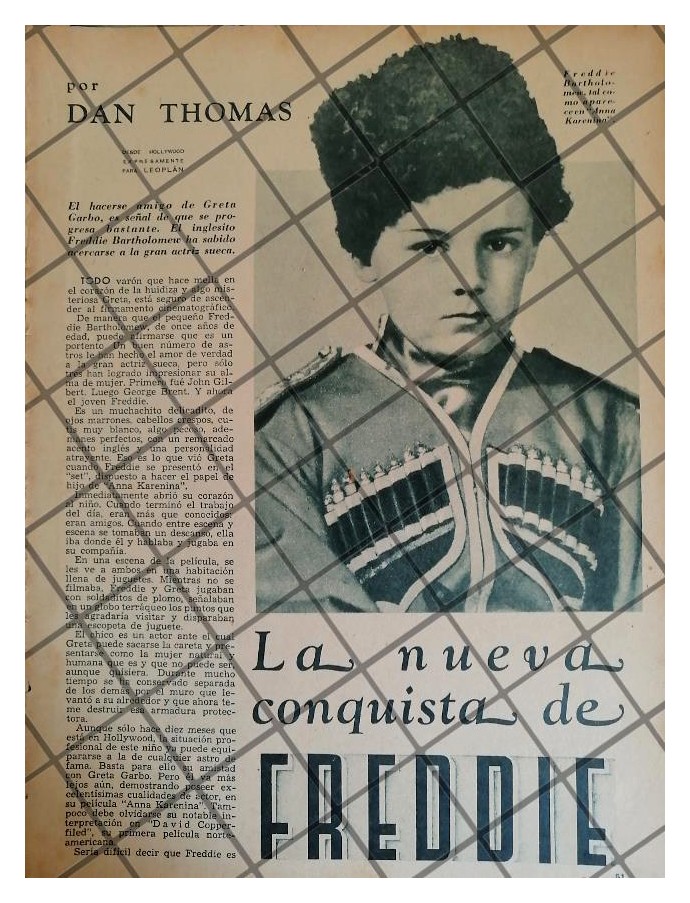 por
DAN THOMAS
DESDE HOLLYWOOD
EXPRESAMENTE
PARA LEOPLÁN
Freddie
Bartholo-
mew, tal co-
mo apare-
ce en "Anna
Karenina".
El hacerse amigo de Greta
Garbo, es señal de que se pro-
gresa bastante. El inglesito
Freddie Bartholomew ha sabido
acercarse a la gran actriz sueca.
TODO varón que hace mella en
el corazón de la huidiza y algo mis-
teriosa Greta, está seguro de ascen-
der al firmamento cinematográfico.
De manera que el pequeño Fred-
die Bartholomew, de once años de
edad, puede afirmarse que es un
portento. Un buen número de as-
tros le han hecho el amor de verdad
a la gran actriz sueca, pero sólo
tres han logrado impresionar su al-
ma de mujer. Primero fué John Gil-
bert. Luego George Brent. Y ahora
el joven Freddie.
Es un muchachito delicadito, de
ojos marrones, cabellos crespos, cu-
tis muy blanco, algo pecoso, ade-
manes perfectos, con un remarcado
acento inglés y una personalidad
atrayente. Eso es lo que vió Greta
cuando Freddie se presentó en el
"set", dispuesto a hacer el papel de
hijo de "Anna Karenina".
Inmediatamente abrió su corazón
al niño. Cuando terminó el trabajo
del día, eran más que conocidos:
eran amigos. Cuando entre escena y
escena se tomaban un descanso, ella
iba donde él y hablaba y jugaba en
su compañía.
En una escena de la película, se
les ve a ambos en una habitación
llena de juguetes. Mientras no se
filmaba, Freddie y Greta jugaban
con soldaditos de plomo, señalaban
en un globo terráqueo los puntos que
les agradaría visitar y disparaban
una escopeta de juguete.
El chico es un actor ante el cual
Greta puede sacarse la careta y pre-
sentarse como la mujer natural y
humana que es y que no puede ser,
aunque quisiera. Durante mucho
tiempo se ha conservado separada
de los demás por el muro que le-
vantó a su alrededor y que ahora te-
me destruir esa armadura protec-
tora.
Aunque sólo hace diez meses que
está en Hollywood, la situación pro-
fesional de este niño ya puede equi-
pararse a la de cualquier astro de
fama. Basta para ello su amistad
con Greta Garbo. Pero él va más
lejos aún, demostrando poseer ex-
celentísimas cualidades de actor, en
su película "Anna Karenina". Tam-
poco debe olvidarse su notable in-
terpretación en "David Copper-
filed", su primera película norte-
americana.
Sería difícil decir que Freddie es
La nueva
conquista de
FREDDIE